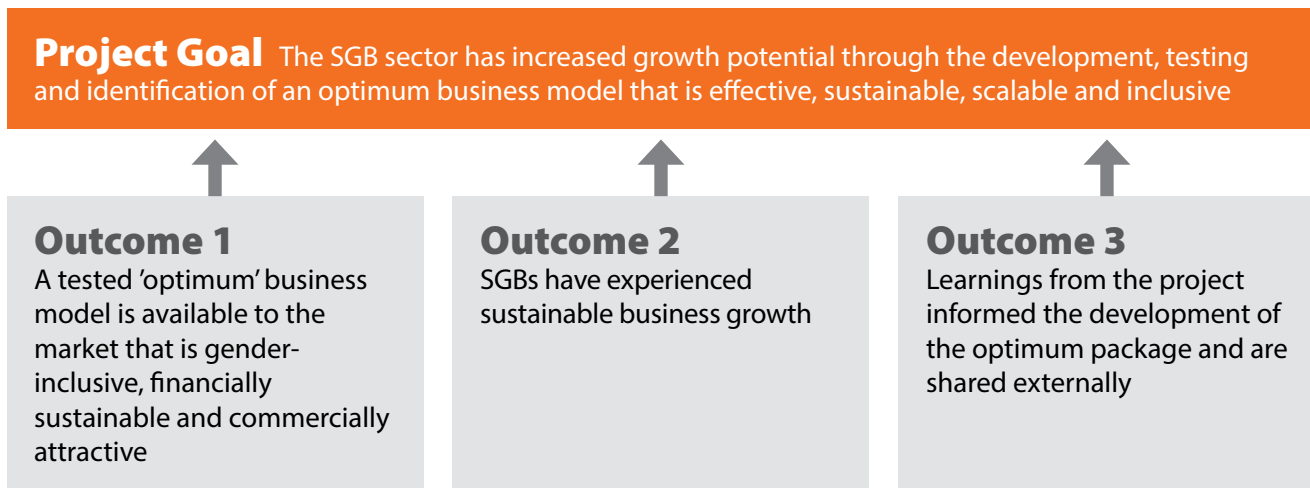 Project Goal The SGB sector has increased growth potential through the development, testing
and identification of an optimum business model that is effective, sustainable, scalable and inclusive
Outcome 1
A tested ’optimum’ business
model is available to the
market that is gender-
inclusive, financially
sustainable and commercially
attractive
Outcome 2
SGBs have experienced
sustainable business growth
Outcome 3
Learnings from the project
informed the development of
the optimum package and are
shared externally